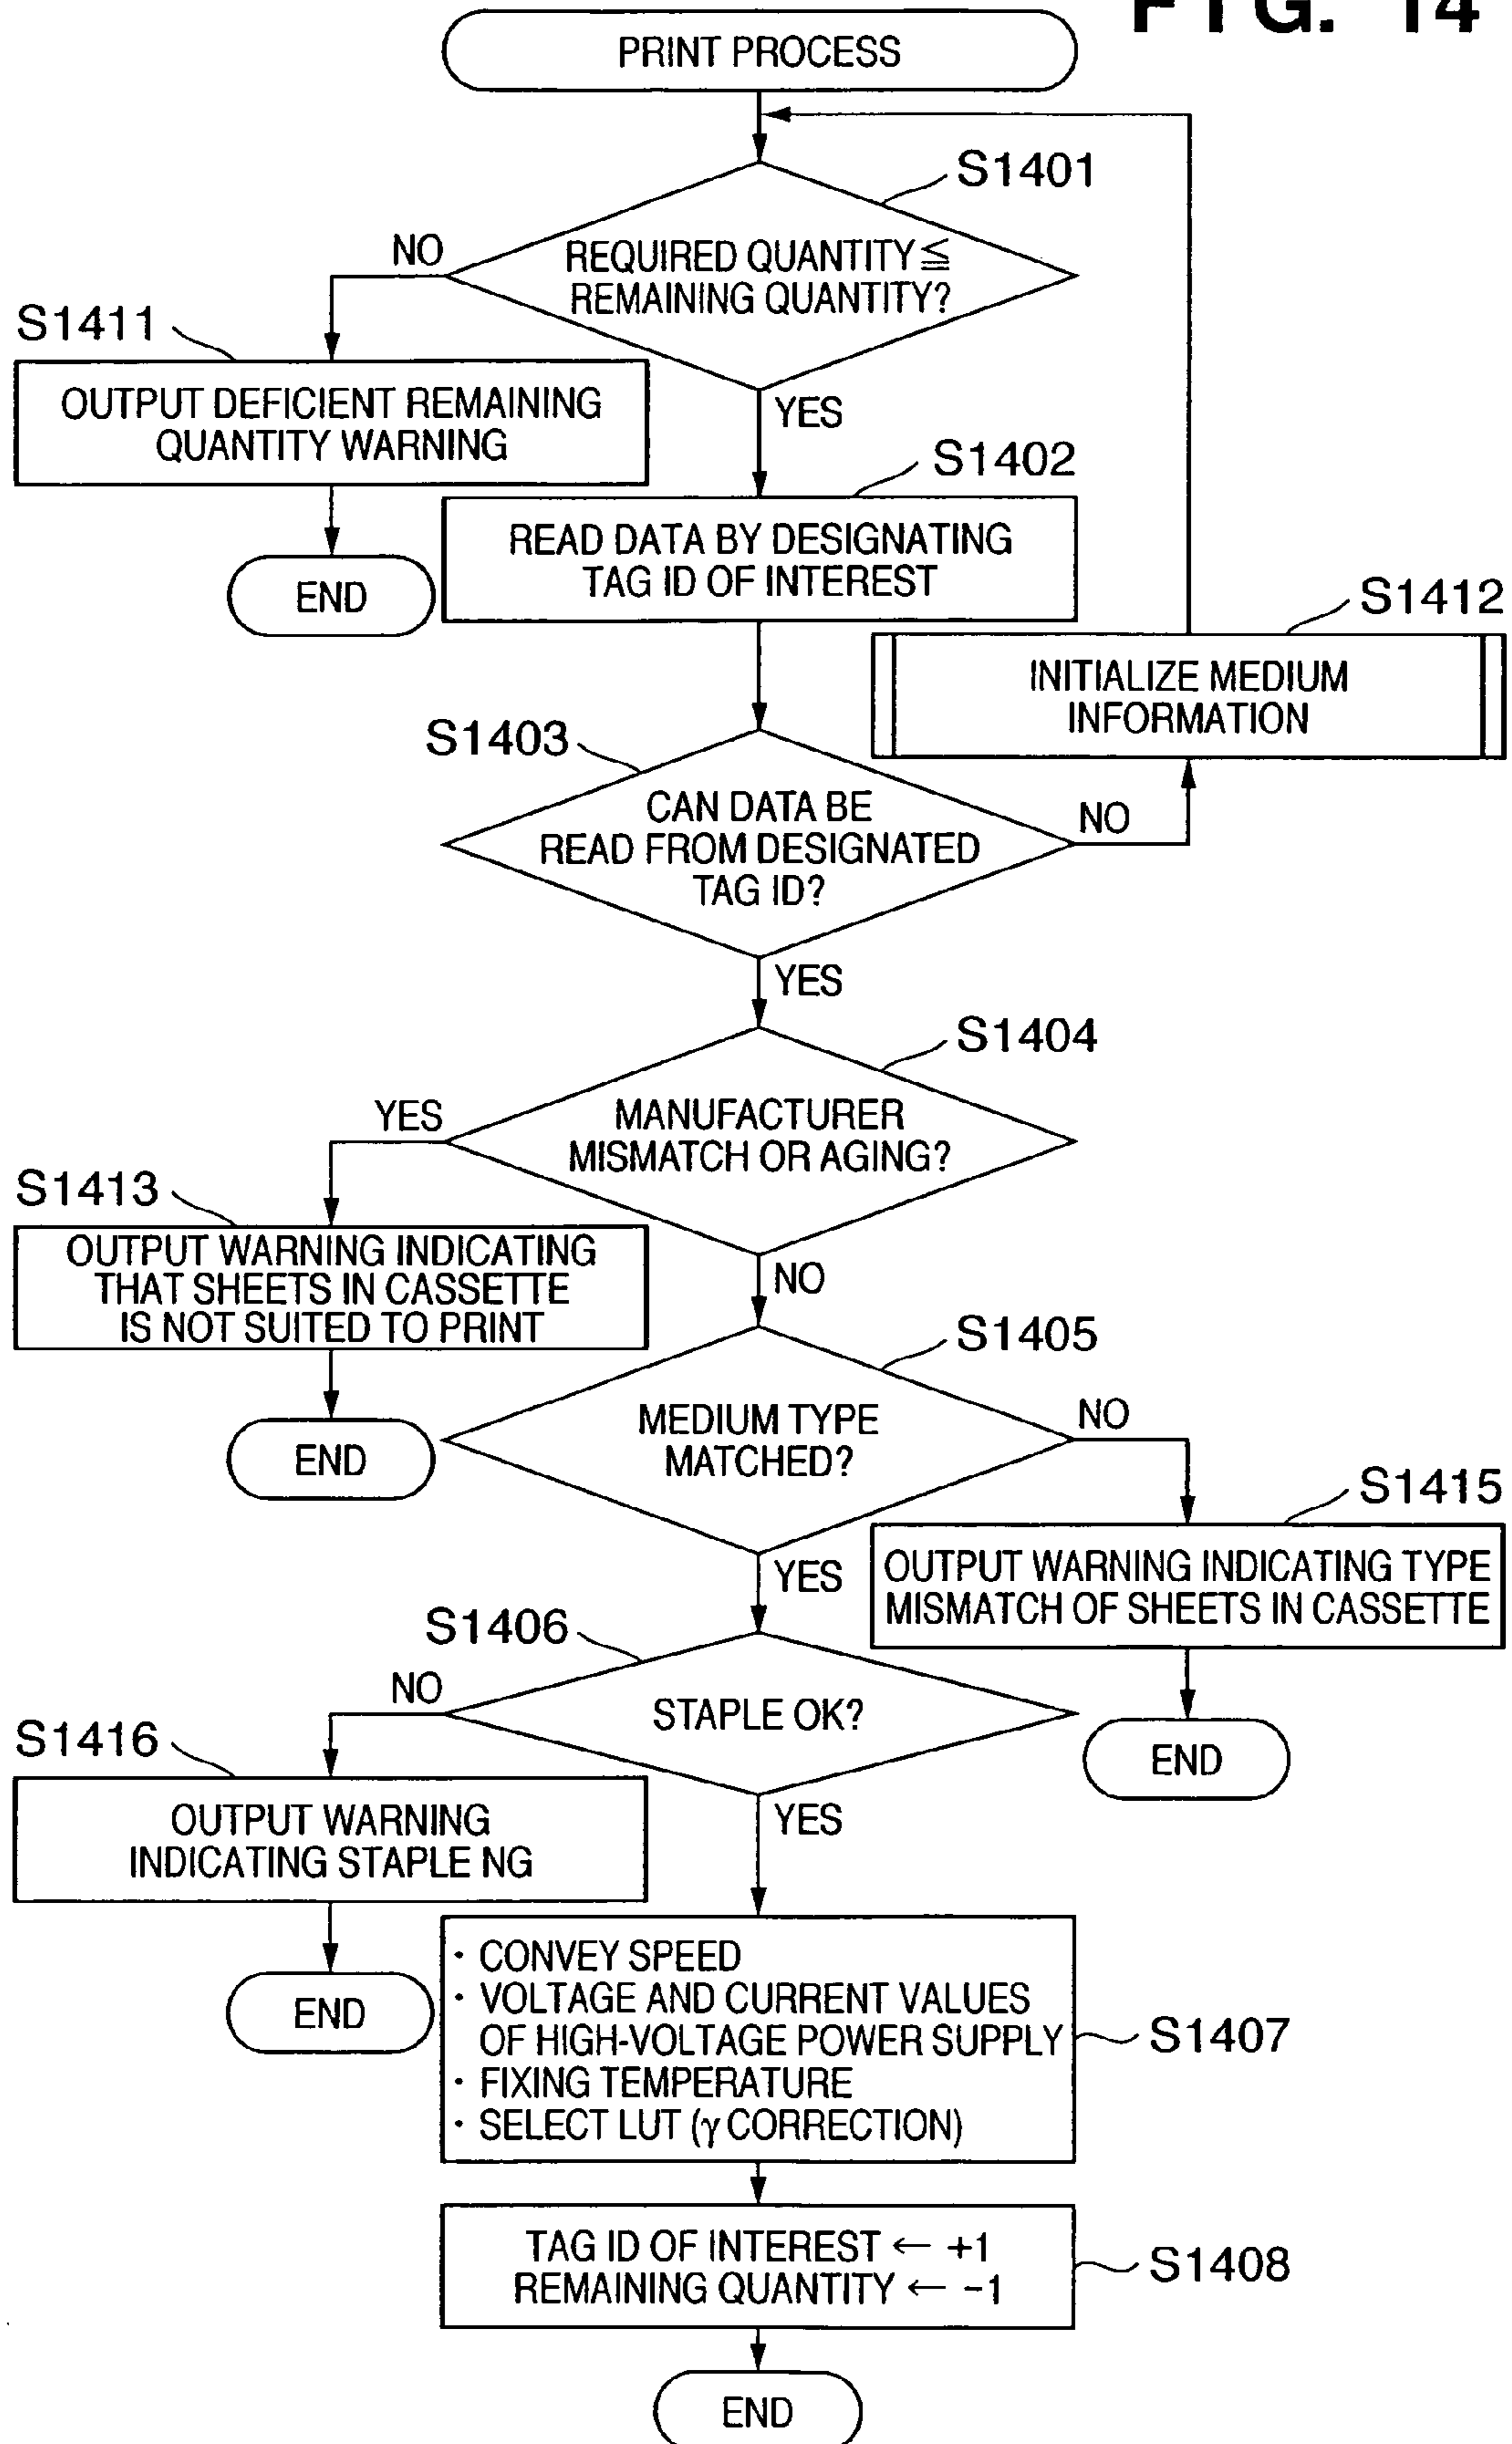 FIG. 14
PRINT PROCESS
S1401
NO
REQUIRED QUANTITY ≦
REMAINING QUANTITY?
S1411
OUTPUT DEFICIENT REMAINING
QUANTITY WARNING
YES
S1402
READ DATA BY DESIGNATING
TAG ID OF INTEREST
END
S1412
INITIALIZE MEDIUM
INFORMATION
S1403
CAN DATA BE
READ FROM DESIGNATED
TAG ID?
NO
YES
S1404
YES
MANUFACTURER
MISMATCH OR AGING?
S1413
OUTPUT WARNING INDICATING
THAT SHEETS IN CASSETTE
IS NOT SUITED TO PRINT
NO
S1405
END
MEDIUM TYPE
MATCHED?
NO
S1415
OUTPUT WARNING INDICATING TYPE
MISMATCH OF SHEETS IN CASSETTE
YES
S1406
NO
STAPLE OK?
END
S1416
OUTPUT WARNING
INDICATING STAPLE NG
YES
END
· CONVEY SPEED
· VOLTAGE AND CURRENT VALUES
OF HIGH-VOLTAGE POWER SUPPLY
· FIXING TEMPERATURE
· SELECT LUT (γ CORRECTION)
S1407
TAG ID OF INTEREST ← +1
REMAINING QUANTITY ← -1
S1408
END